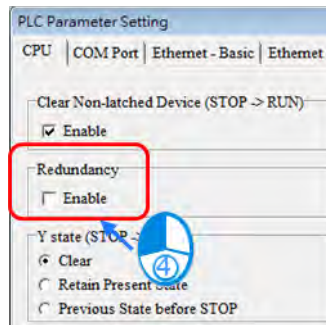 PLC Parameter Setting
CPU COM Port Ethernet - Basic Ethernet
Clear Non-latched Device (STOP -> RUN)
Enable
Redundancy
Enable
Y state (STOP -
4
Clear
Retain Present State
Previous State before STOP